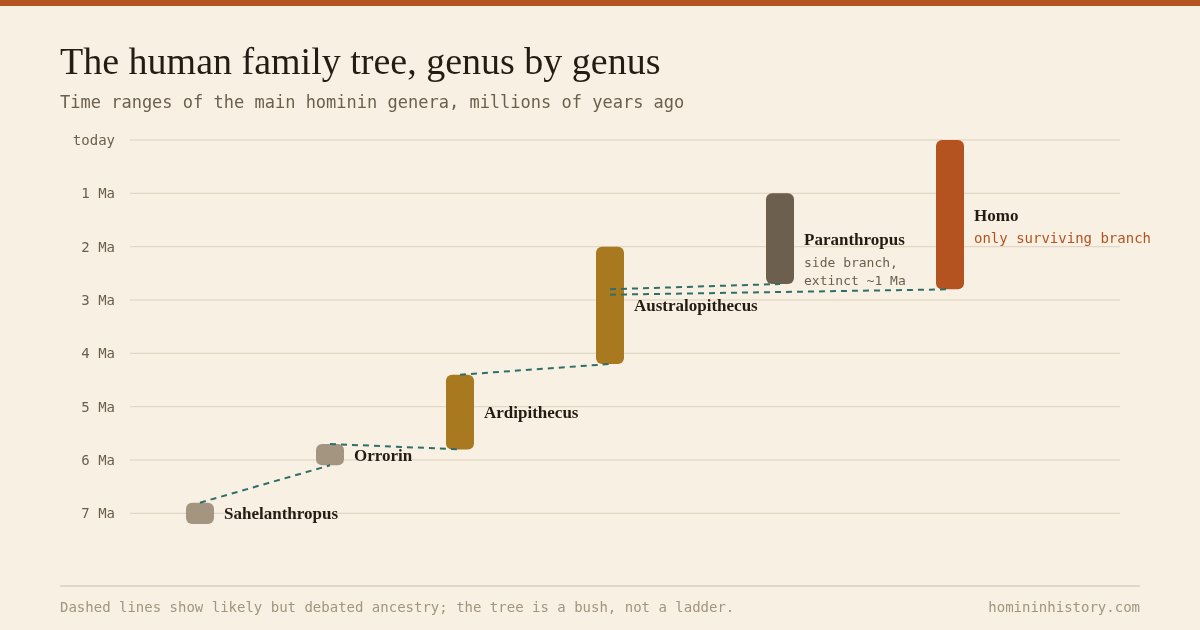 The human family tree, genus by genus
Time ranges of the main hominin genera, millions of years ago
today
1 Ma
2 Ma
3 Ma
4 Ma
5 Ma
6 Ma
7 Ma
Homo
only surviving branch
Paranthropus
side branch,
extinct ~1 Ma
Australopithecus
Ardipithecus
Orrorin
Sahelanthropus
Dashed lines show likely but debated ancestry; the tree is a bush, not a ladder.
homininhistory.com